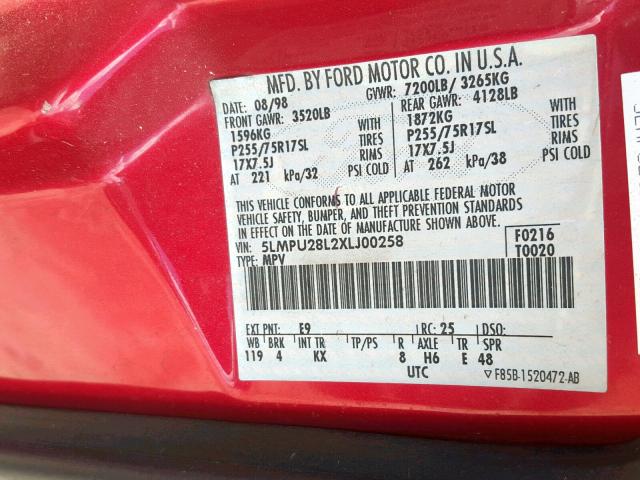 MFD. BY FORD MOTOR CO. IN U.S.A.
DATE: 08/98 GVWR: 7200LB/ 3265KG
FRONT GAWR: 3520LB REAR GAWR: 4128LB
1596KG WITH 1872KG WITH
P255/75R17SL TIRES P255/75R17SL TIRES
17X7.5J RIMS 17X7.5J RIMS
AT 221 kPa/32 PSI COLD AT 262 kPa/38 PSI COLD
THIS VEHICLE CONFORMS TO ALL APPLICABLE FEDERAL MOTOR
VEHICLE SAFETY, BUMPER, AND THEFT PREVENTION STANDARDS
IN EFFECT ON THE DATE OF MANUFACTURE SHOWN ABOVE.
VIN: 5LMPU28L2XLJ00258 F0216
TYPE: MPV T0020
EXT PNT: E9 RC: 25 DSO:
WB BRK INT TR TP/PS R AXLE TR SPR
119 4 KX 8 H6 E 48
UTC ▽ F85B-1520472-AB